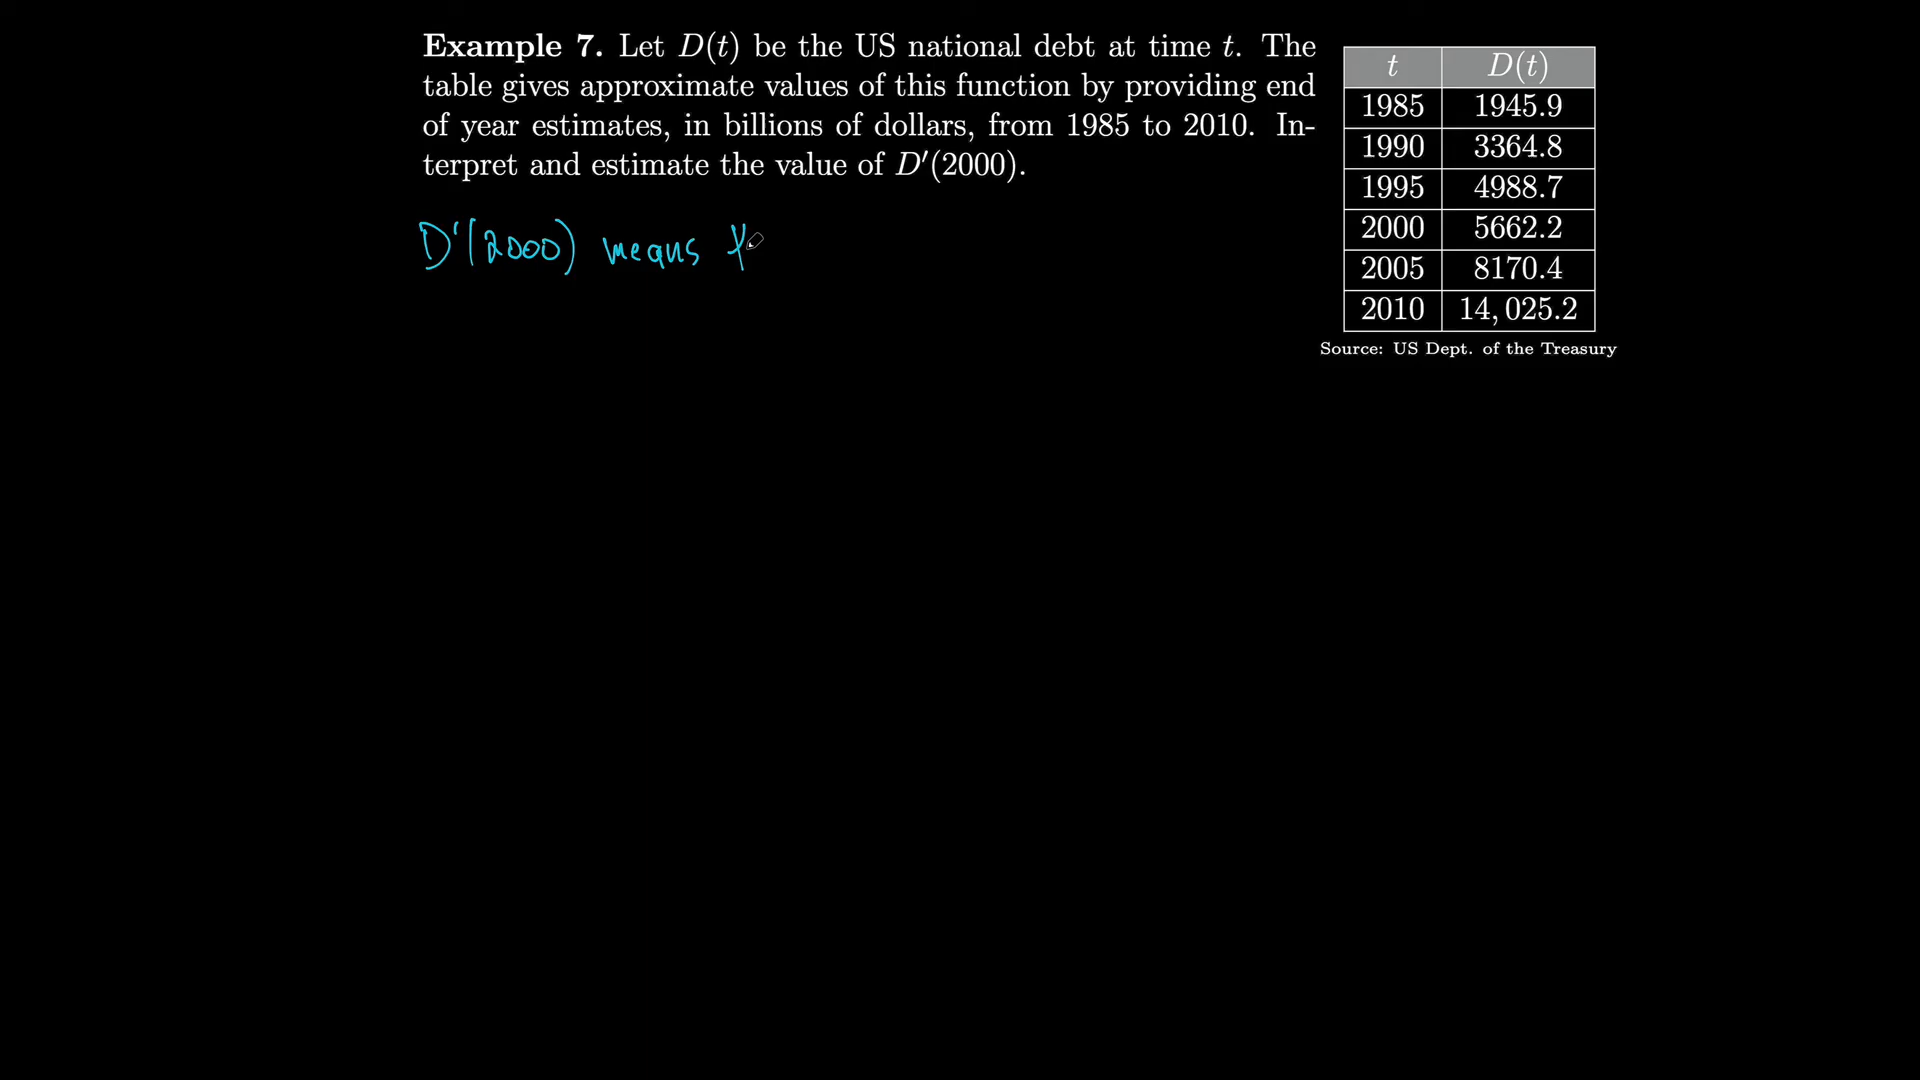 Example 7. Let D(t) be the US national debt at time t. The
table gives approximate values of this function by providing end
of year estimates, in billions of dollars, from 1985 to 2010. In-
terpret and estimate the value of D′(2000).
D'(2000) means
t D(t)
1985 1945.9
1990 3364.8
1995 4988.7
2000 5662.2
2005 8170.4
2010 14,025.2
Source: US Dept. of the Treasury